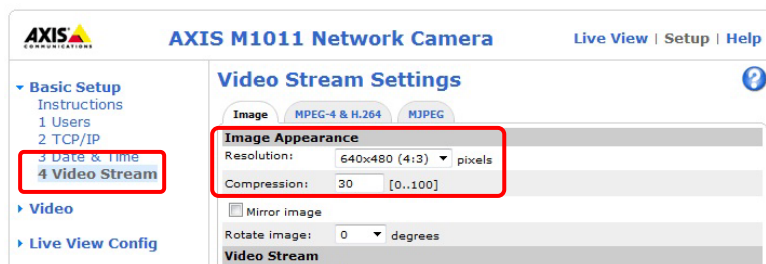 AXIS
COMMUNICATIONS
AXIS M1011 Network Camera
Live View | Setup | Help
Basic Setup
Instructions
1 Users
2 TCP/IP
3 Date & Time
4 Video Stream
Video
Live View Config
Video Stream Settings
?
Image
MPEG-4 & H.264
MJPEG
Image Appearance
Resolution: 640x480 (4:3) pixels
Compression: 30 [0..100]
Mirror image
Rotate image: 0 degrees
Video Stream